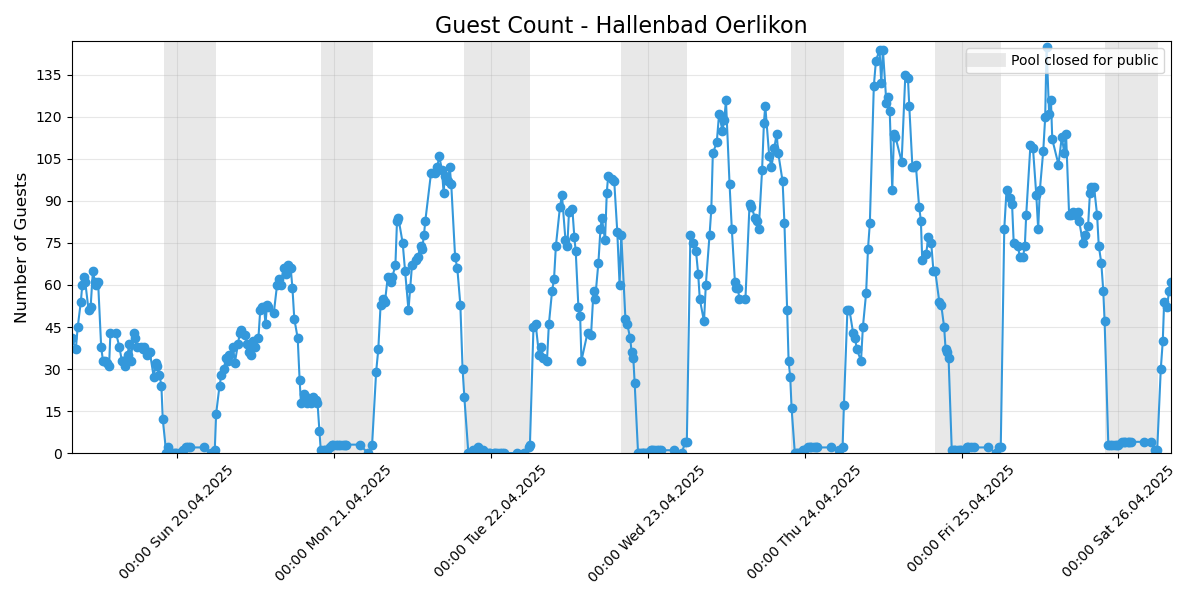 Guest Count - Hallenbad Oerlikon
Pool closed for public
Number of Guests
135
120
105
90
75
60
45
30
15
0
00:00 Sun 20.04.2025
00:00 Mon 21.04.2025
00:00 Tue 22.04.2025
00:00 Wed 23.04.2025
00:00 Thu 24.04.2025
00:00 Fri 25.04.2025
00:00 Sat 26.04.2025